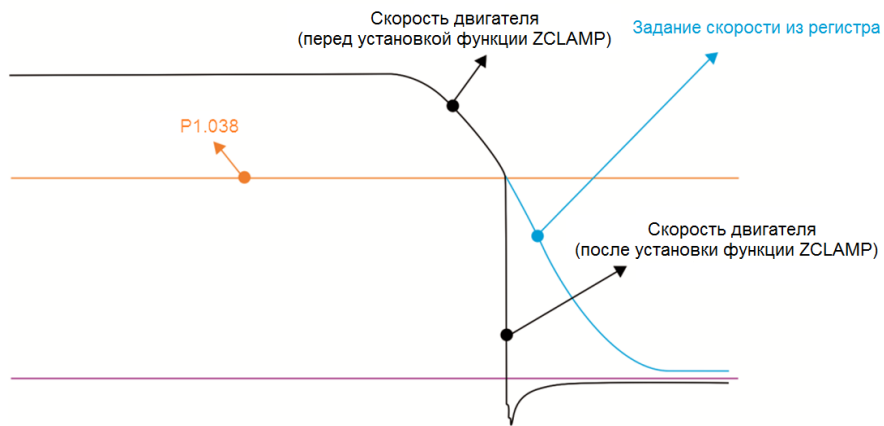 Скорость двигателя
(перед установкой функции ZCLAMP)
Задание скорости из регистра
P1.038
Скорость двигателя
(после установки функции ZCLAMP)